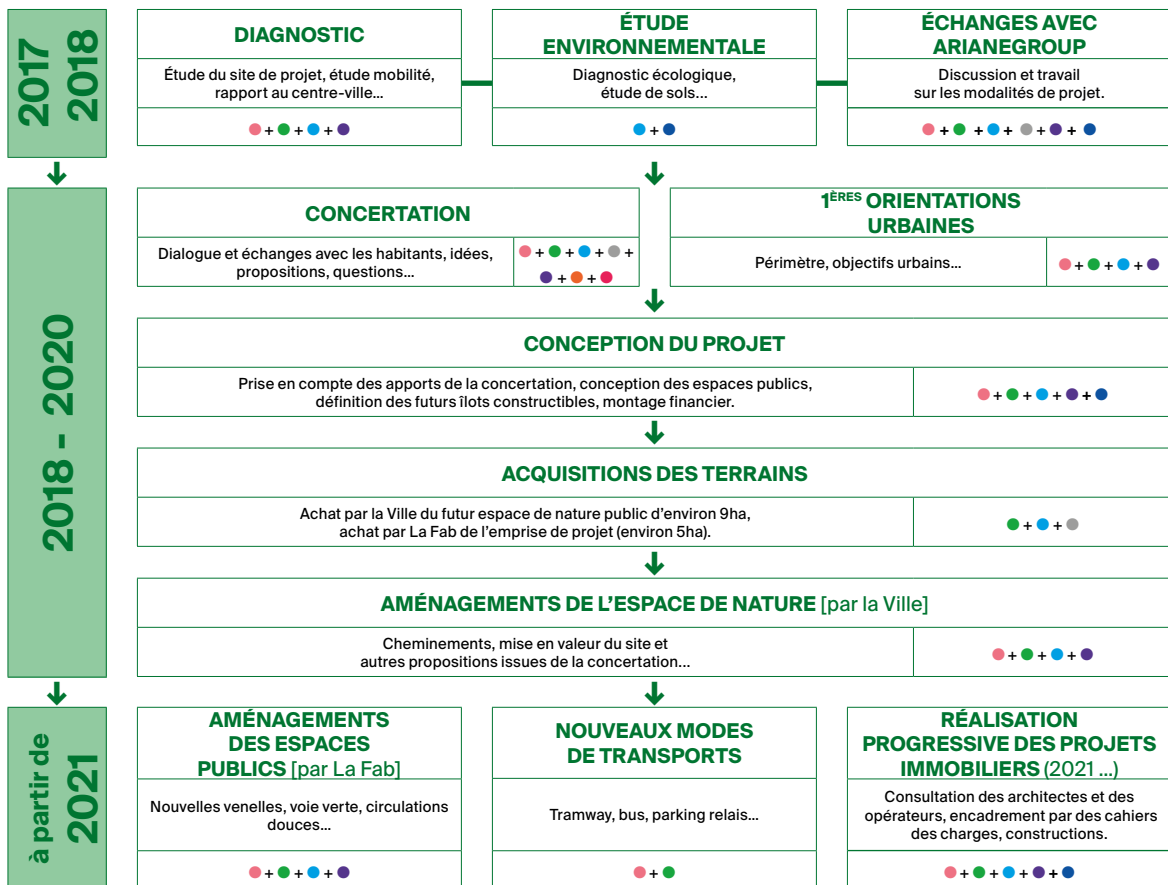 2017
2018
DIAGNOSTIC
Étude du site de projet, étude mobilité,
rapport au centre-ville...
+ + +
ÉTUDE
ENVIRONNEMENTALE
Diagnostic écologique,
étude de sols...
+
ÉCHANGES AVEC
ARIANEGROUP
Discussion et travail
sur les modalités de projet.
+ + + + +
2018 - 2020
CONCERTATION
Dialogue et échanges avec les habitants, idées,
propositions, questions...
+ + + +
+ +
1ÈRES ORIENTATIONS
URBAINES
Périmètre, objectifs urbains...
+ + +
CONCEPTION DU PROJET
Prise en compte des apports de la concertation, conception des espaces publics,
définition des futurs îlots constructibles, montage financier.
+ + + +
ACQUISITIONS DES TERRAINS
Achat par la Ville du futur espace de nature public d'environ 9ha,
achat par La Fab de l'emprise de projet (environ 5ha).
+ +
AMÉNAGEMENTS DE L'ESPACE DE NATURE [par la Ville]
Cheminements, mise en valeur du site et
autres propositions issues de la concertation...
+ + +
à partir de
2021
AMÉNAGEMENTS
DES ESPACES
PUBLICS [par La Fab]
Nouvelles venelles, voie verte, circulations
douces...
+ + +
NOUVEAUX MODES
DE TRANSPORTS
Tramway, bus, parking relais...
+
RÉALISATION
PROGRESSIVE DES PROJETS
IMMOBILIERS (2021 ...)
Consultation des architectes et des
opérateurs, encadrement par des cahiers
des charges, constructions.
+ + + +